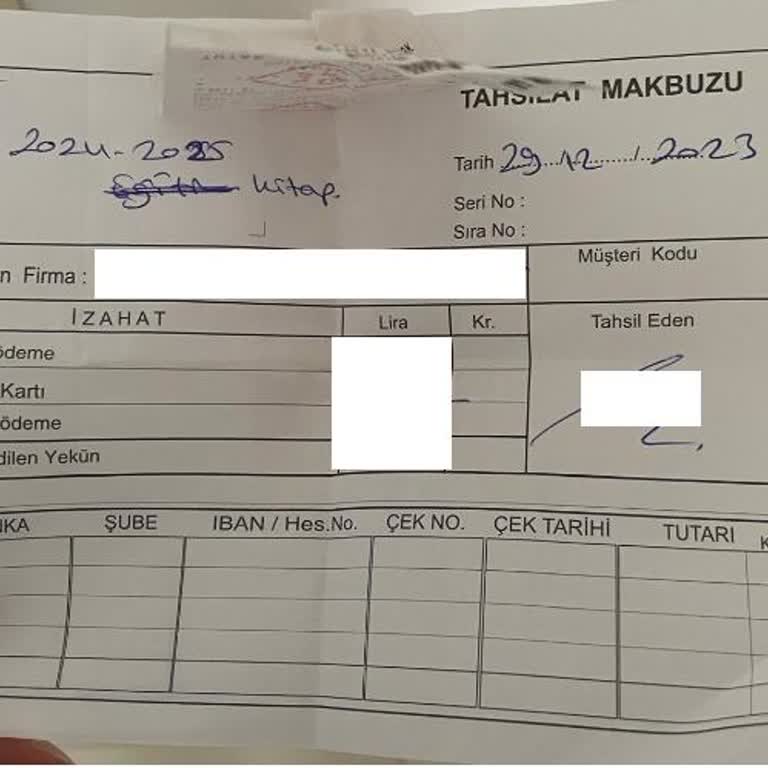 TAHSİLAT MAKBUZU
2024-2025
Eğitim kitap.
Tarih 29../12......../...2023
Seri No :
Sıra No :
n Firma :
Müşteri Kodu
İZAHAT Lira Kr. Tahsil Eden
ödeme
Kartı
ödeme
dilen Yekün
NKA ŞUBE IBAN / Hes.No. ÇEK NO. ÇEK TARİHİ TUTARI K